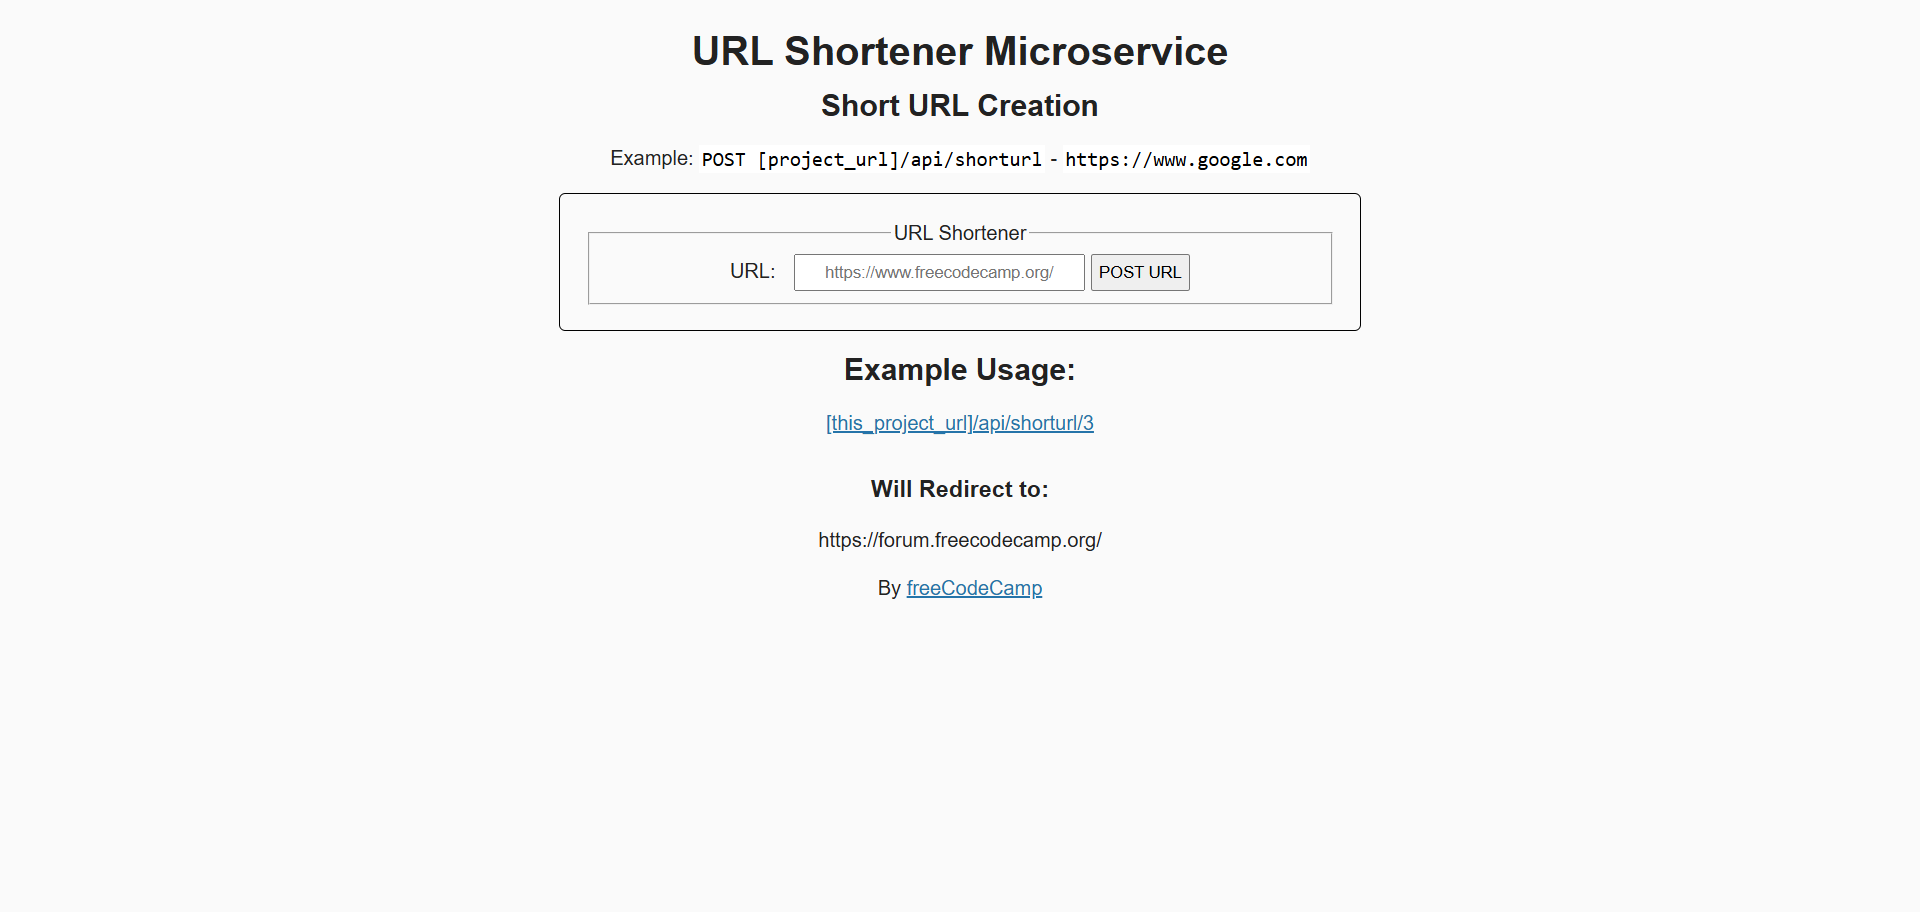 URL Shortener Microservice
Short URL Creation
Example: POST [project_url]/api/shorturl - https://www.google.com
URL Shortener
URL: https://www.freecodecamp.org/ POST URL
Example Usage:
[this_project_url]/api/shorturl/3
Will Redirect to:
https://forum.freecodecamp.org/
By freeCodeCamp